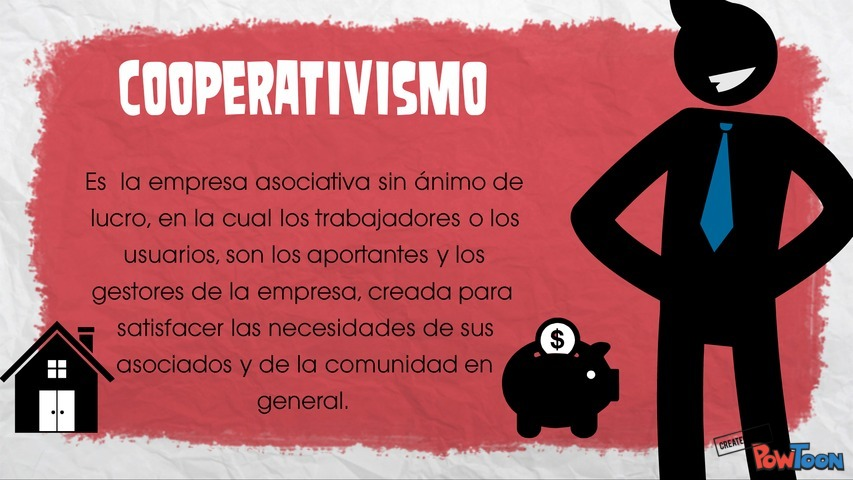 COOPERATIVISMO
Es la empresa asociativa sin ánimo de
lucro, en la cual los trabajadores o los
usuarios, son los aportantes y los
gestores de la empresa, creada para
satisfacer las necesidades de sus
asociados y de la comunidad en
general.
$
POWTOON